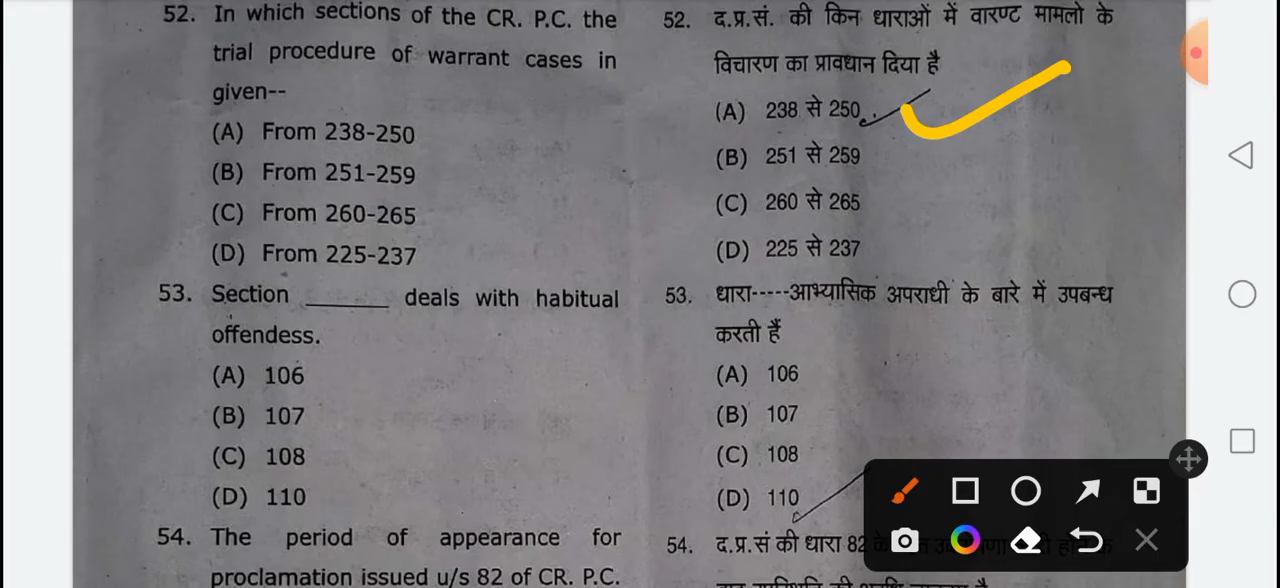 52. In which sections of the CR. P.C. the
trial procedure of warrant cases in
given--
(A) From 238-250
(B) From 251-259
(C) From 260-265
(D) From 225-237
53. Section ______ deals with habitual
offendess.
(A) 106
(B) 107
(C) 108
(D) 110
54. The period of appearance for
proclamation issued u/s 82 of CR. P.C.
52. द.प्र.सं. की किन धाराओं में वारण्ट मामलो के
विचारण का प्रावधान दिया है
(A) 238 से 250
(B) 251 से 259
(C) 260 से 265
(D) 225 से 237
53. धारा-----आभ्यासिक अपराधी के बारे में उपबन्ध
करती हैं
(A) 106
(B) 107
(C) 108
(D) 110
54. द.प्र.सं की धारा 82